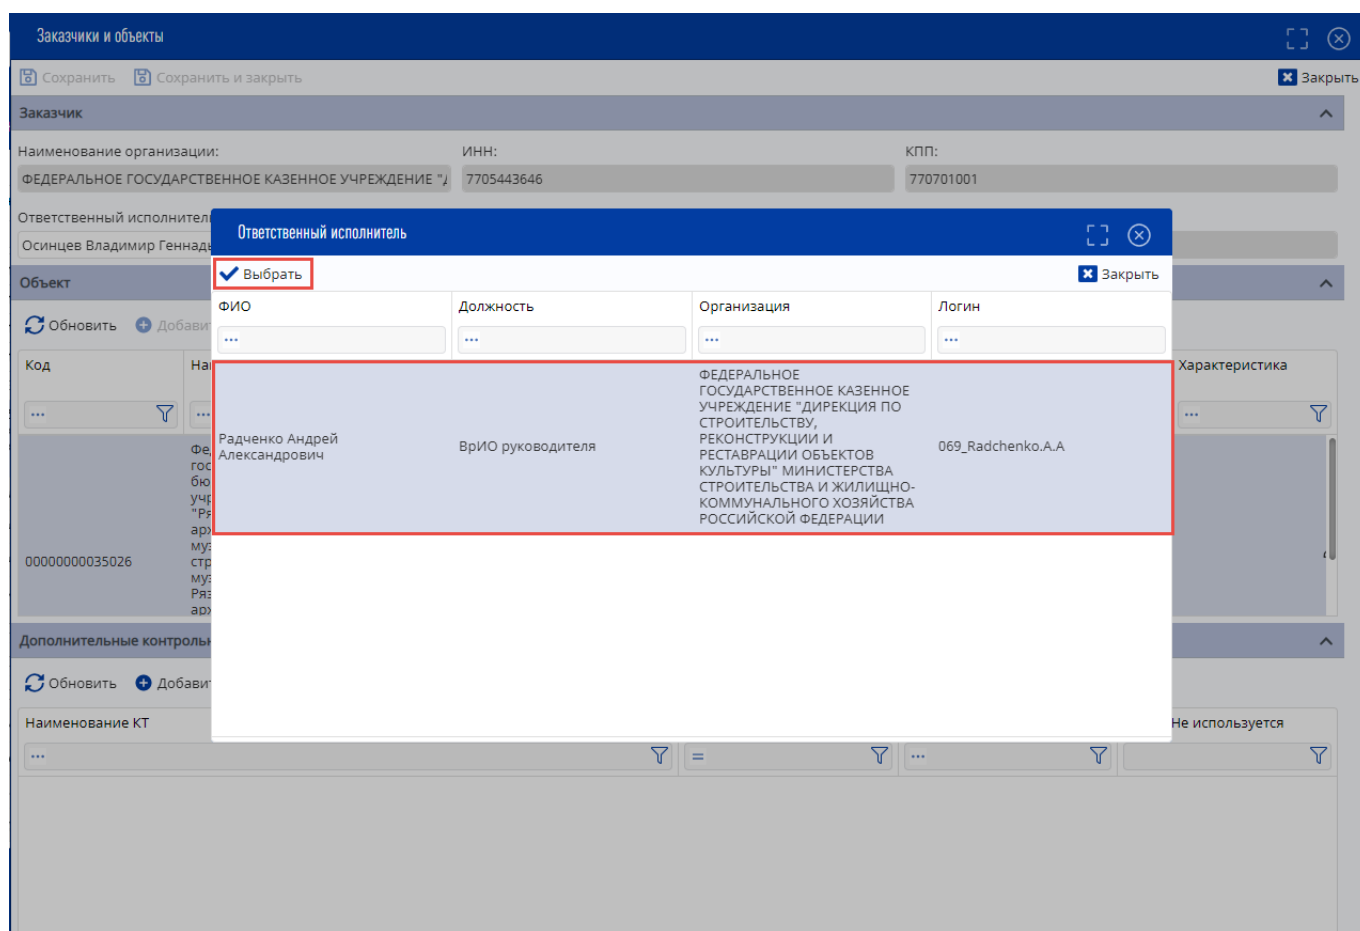 Заказчики и объекты
Сохранить Сохранить и закрыть Закрыть
Заказчик
Наименование организации: ИНН: КПП:
ФЕДЕРАЛЬНОЕ ГОСУДАРСТВЕННОЕ КАЗЕННОЕ УЧРЕЖДЕНИЕ 7705443646 770701001
Ответственный
Осинцев Владимир
Объект
Обновить
Код Характеристика
... ... ...
00000000035026
Дополнительные
Обновить
Наименование КТ Не используется
... = ...
Ответственный исполнитель
Выбрать Закрыть
ФИО Должность Организация Логин
... ... ... ...
Радченко Андрей
Александрович
ВрИО руководителя
ФЕДЕРАЛЬНОЕ
ГОСУДАРСТВЕННОЕ КАЗЕННОЕ
УЧРЕЖДЕНИЕ "ДИРЕКЦИЯ ПО
СТРОИТЕЛЬСТВУ,
РЕКОНСТРУКЦИИ И
РЕСТАВРАЦИИ ОБЪЕКТОВ
КУЛЬТУРЫ" МИНИСТЕРСТВА
СТРОИТЕЛЬСТВА И ЖИЛИЩНО-
КОММУНАЛЬНОГО ХОЗЯЙСТВА
РОССИЙСКОЙ ФЕДЕРАЦИИ
069_Radchenko.A.A